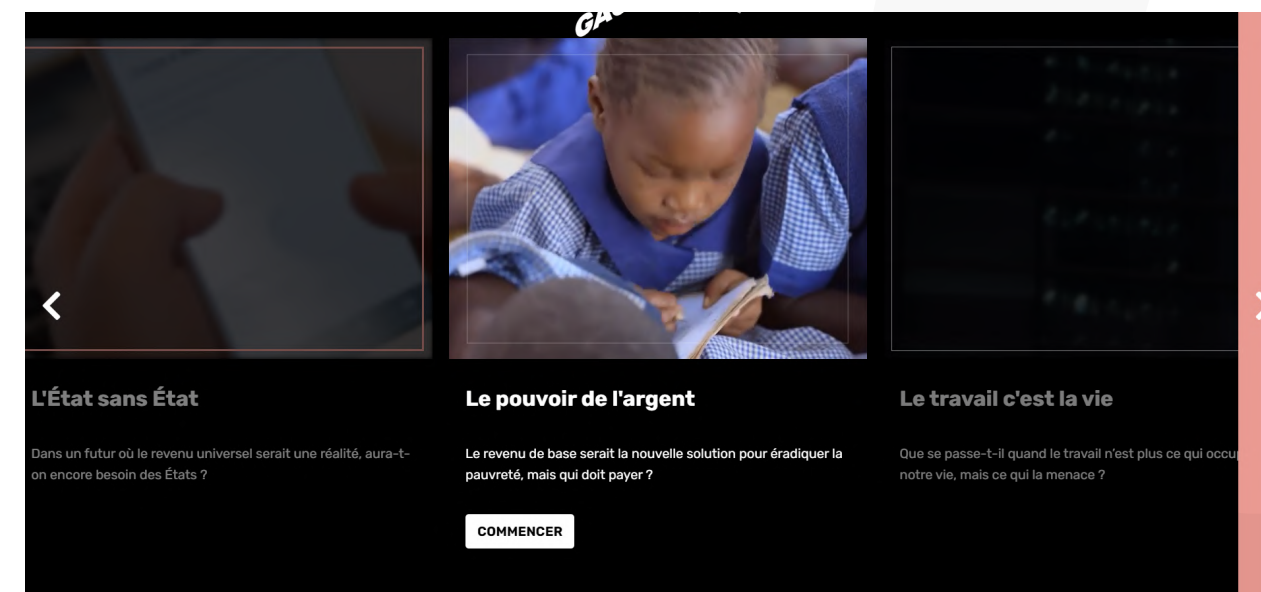 GA
L'État sans État
Dans un futur où le revenu universel serait une réalité, aura-t-
on encore besoin des États ?
Le pouvoir de l'argent
Le revenu de base serait la nouvelle solution pour éradiquer la
pauvreté, mais qui doit payer ?
COMMENCER
Le travail c'est la vie
Que se passe-t-il quand le travail n'est plus ce qui occu
notre vie, mais ce qui la menace ?